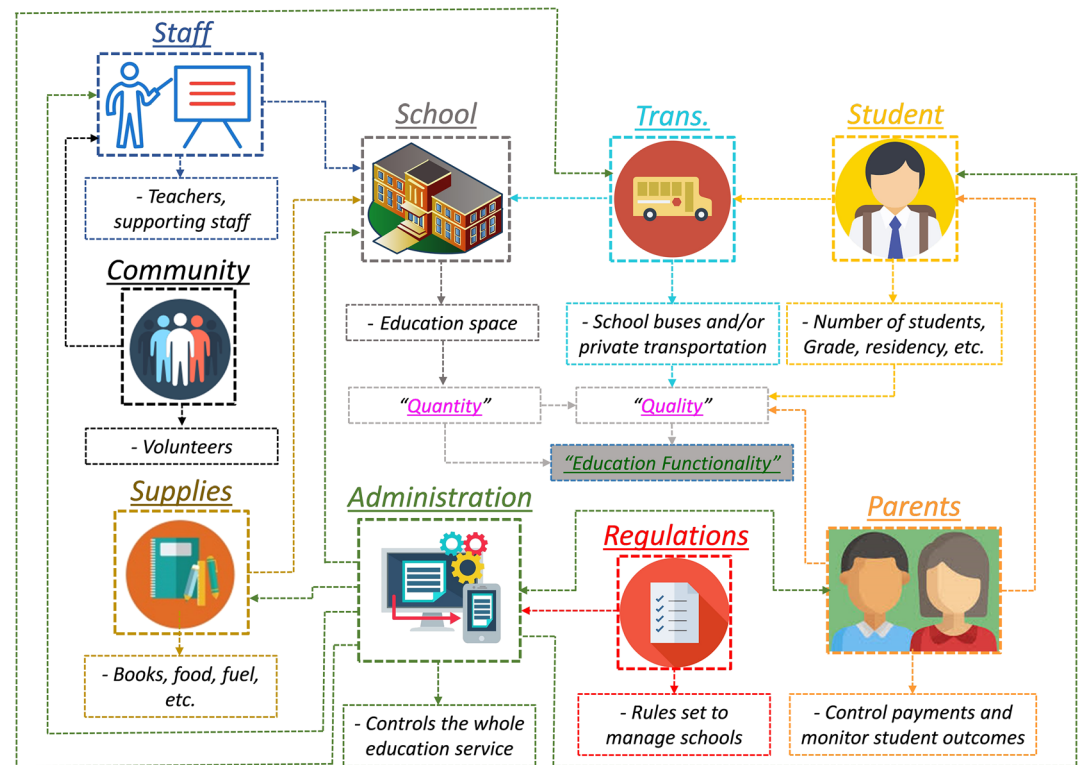 Staff
School
Trans.
Student
- Teachers,
supporting staff
Community
- Education space
- School buses and/or
private transportation
- Number of students,
Grade, residency, etc.
"Quantity"
"Quality"
- Volunteers
"Education Functionality"
Supplies
Administration
Regulations
Parents
- Books, food, fuel,
etc.
- Controls the whole
education service
- Rules set to
manage schools
- Control payments and
monitor student outcomes